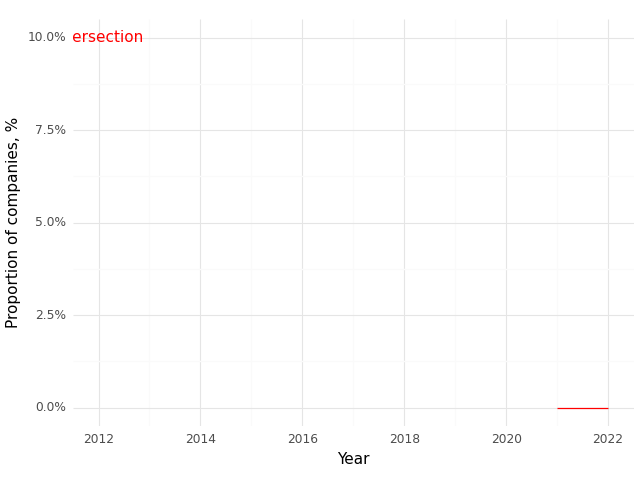 10.0%
ersection
7.5%
5.0%
2.5%
0.0%
Proportion of companies, %
2012 2014 2016 2018 2020 2022
Year